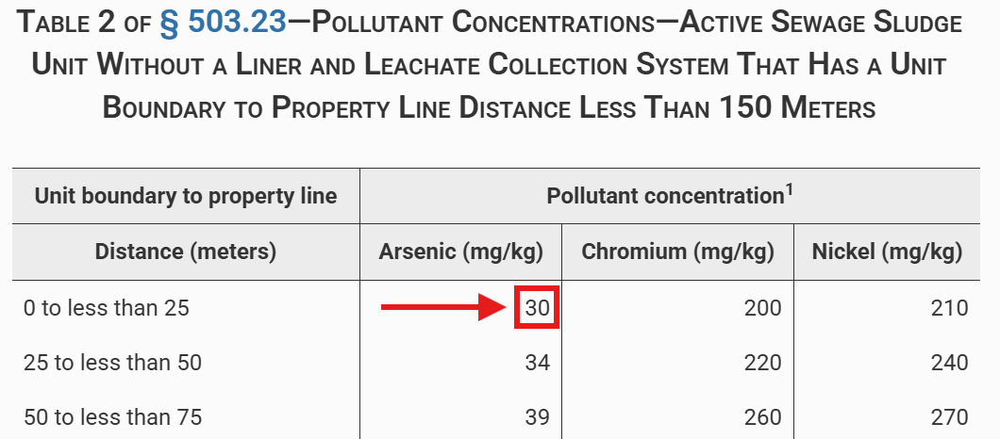 TABLE 2 OF § 503.23—POLLUTANT CONCENTRATIONS—ACTIVE SEWAGE SLUDGE
UNIT WITHOUT A LINER AND LEACHATE COLLECTION SYSTEM THAT HAS A UNIT
BOUNDARY TO PROPERTY LINE DISTANCE LESS THAN 150 METERS
Unit boundary to property line Pollutant concentration¹
Distance (meters) Arsenic (mg/kg) Chromium (mg/kg) Nickel (mg/kg)
0 to less than 25 30 200 210
25 to less than 50 34 220 240
50 to less than 75 39 260 270